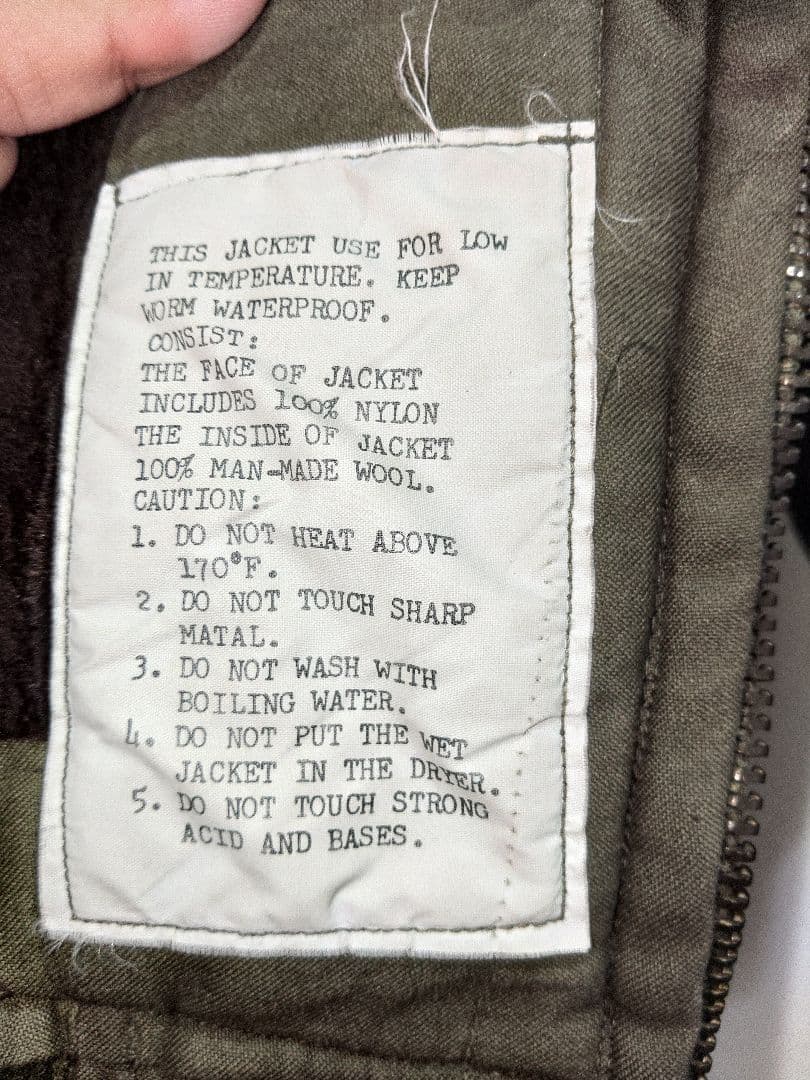 THIS JACKET USE FOR LOW
IN TEMPERATURE. KEEP
WORM WATERPROOF.
CONSIST:
THE FACE OF JACKET
INCLUDES 100% NYLON
THE INSIDE OF JACKET
100% MAN-MADE WOOL.
CAUTION:
1. DO NOT HEAT ABOVE
170°F.
2. DO NOT TOUCH SHARP
MATAL.
3. DO NOT WASH WITH
BOILING WATER.
4. DO NOT PUT THE WET
JACKET IN THE DRYER.
5. DO NOT TOUCH STRONG
ACID AND BASES.